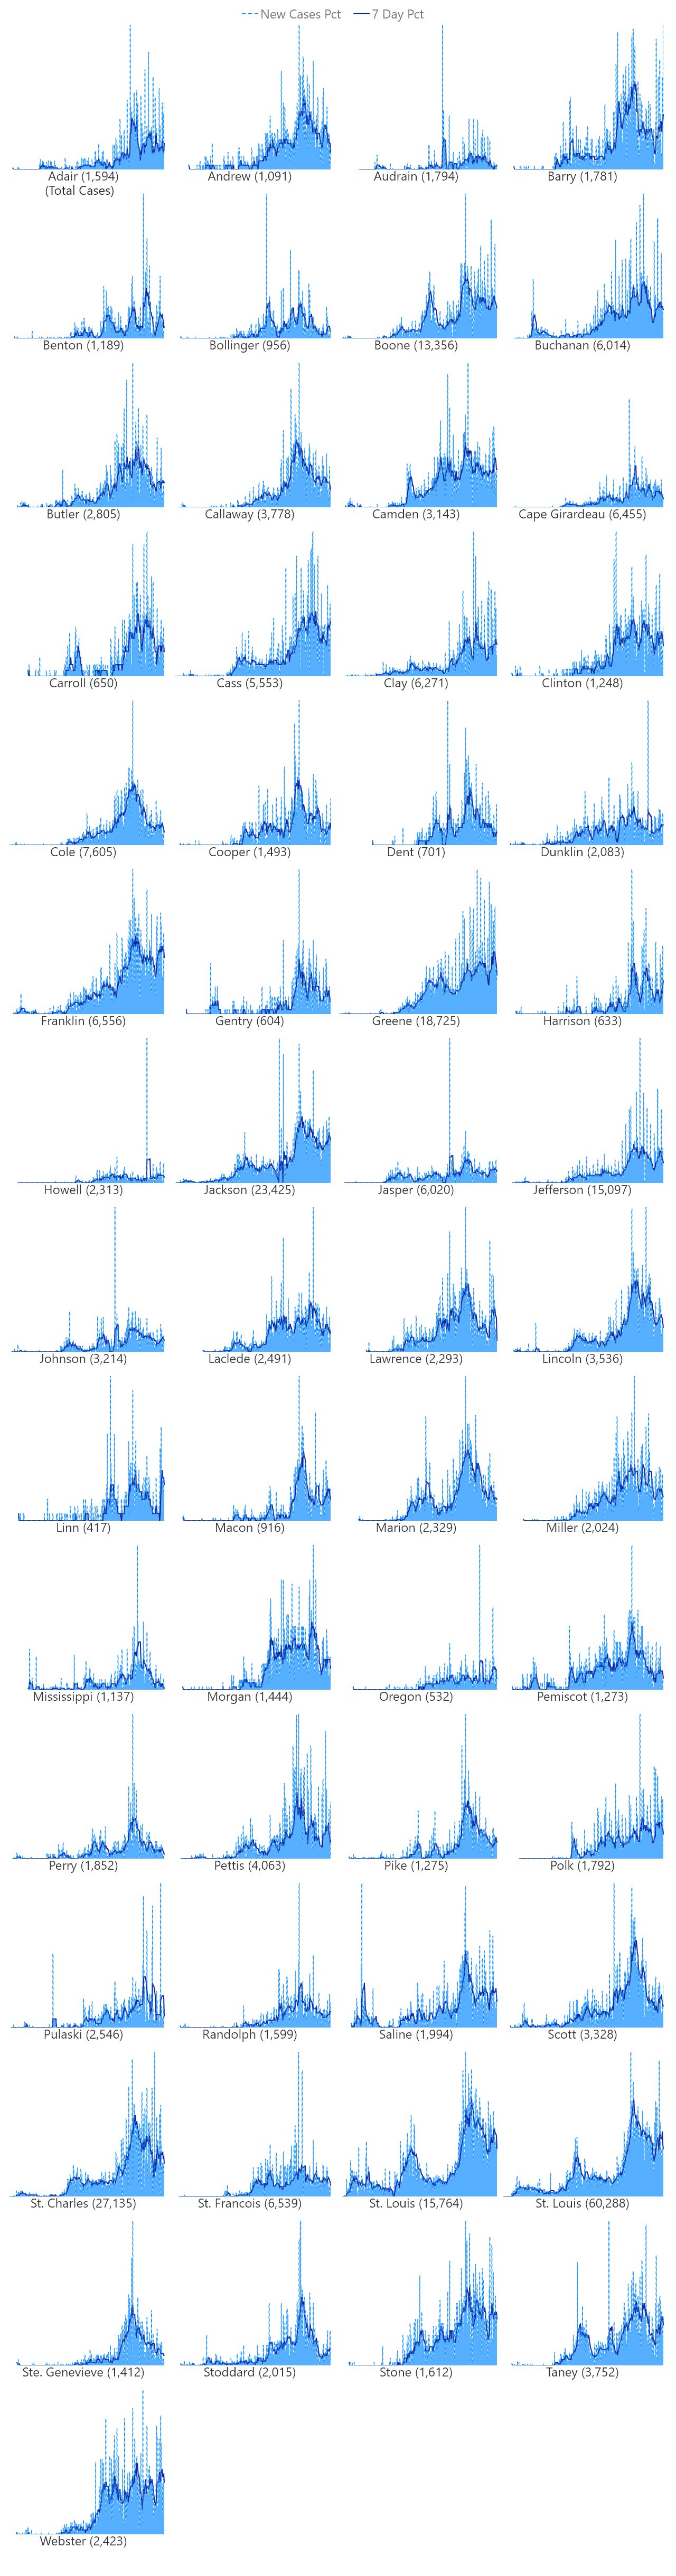 New Cases Pct 7 Day Pct
Adair (1,594) Andrew (1,091) Audrain (1,794) Barry (1,781)
(Total Cases)
Benton (1,189) Bollinger (956) Boone (13,356) Buchanan (6,014)
Butler (2,805) Callaway (3,778) Camden (3,143) Cape Girardeau (6,455)
Carroll (650) Cass (5,553) Clay (6,271) Clinton (1,248)
Cole (7,605) Cooper (1,493) Dent (701) Dunklin (2,083)
Franklin (6,556) Gentry (604) Greene (18,725) Harrison (633)
Howell (2,313) Jackson (23,425) Jasper (6,020) Jefferson (15,097)
Johnson (3,214) Laclede (2,491) Lawrence (2,293) Lincoln (3,536)
Linn (417) Macon (916) Marion (2,329) Miller (2,024)
Mississippi (1,137) Morgan (1,444) Oregon (532) Pemiscot (1,273)
Perry (1,852) Pettis (4,063) Pike (1,275) Polk (1,792)
Pulaski (2,546) Randolph (1,599) Saline (1,994) Scott (3,328)
St. Charles (27,135) St. Francois (6,539) St. Louis (15,764) St. Louis (60,288)
Ste. Genevieve (1,412) Stoddard (2,015) Stone (1,612) Taney (3,752)
Webster (2,423)